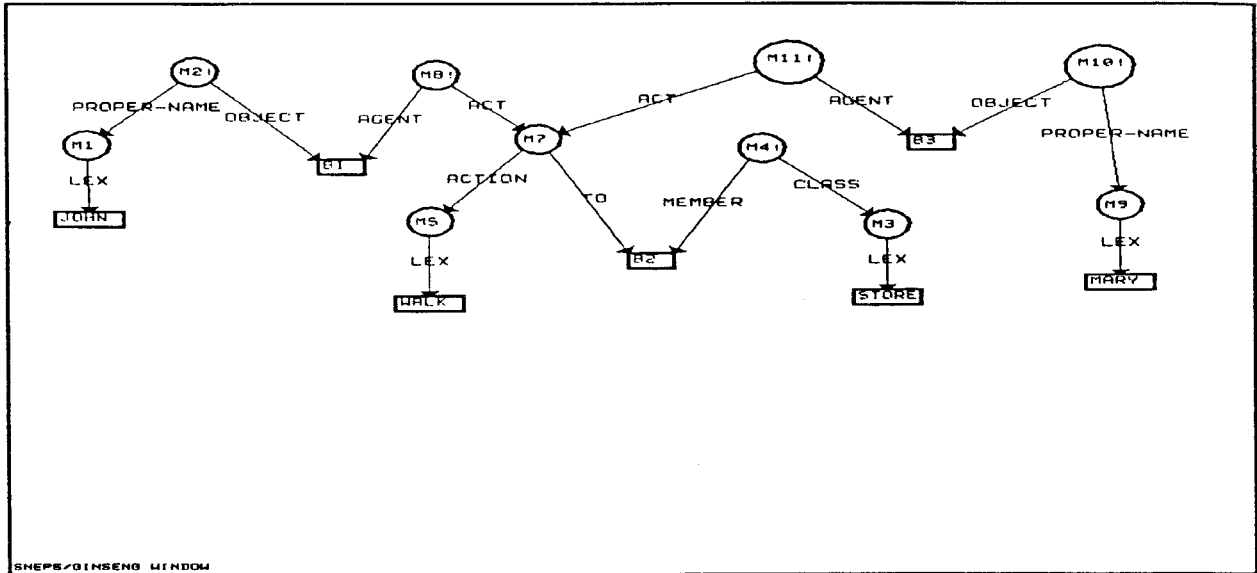 M2! M8! M11! M10!
PROPER-NAME OBJECT AGENT ACT ACT AGENT OBJECT PROPER-NAME
M1 B1 M7 M4! B3
LEX ACTION TO MEMBER CLASS M9
JOHN M5 B2 M3 LEX
LEX LEX MARY
WALK STORE
SNEPS/GINSENG WINDOW